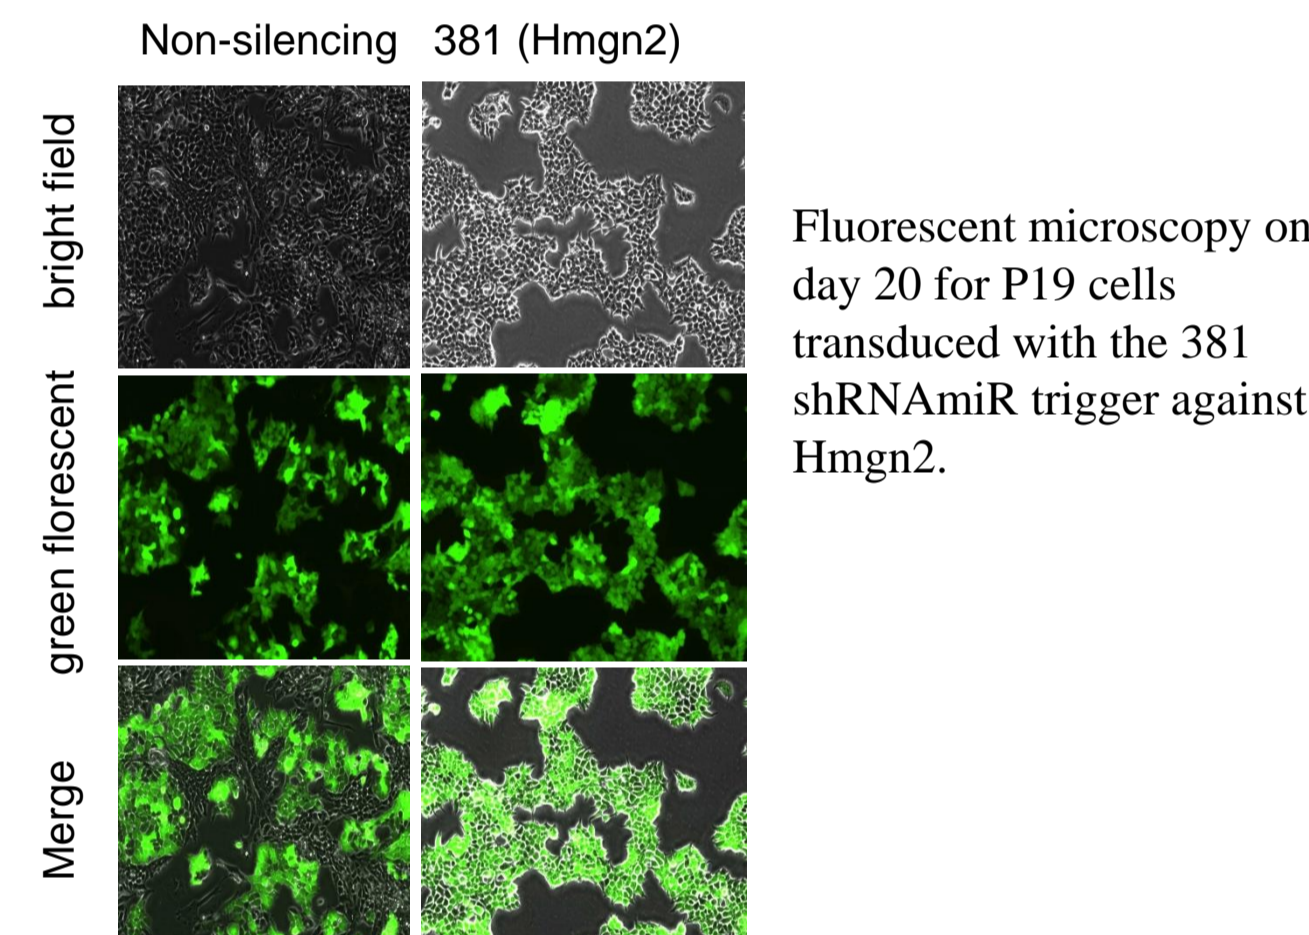 Non-silencing 381 (Hmgn2)
bright field
green florescent
Merge
Fluorescent microscopy on
day 20 for P19 cells
transduced with the 381
shRNAmiR trigger against
Hmgn2.